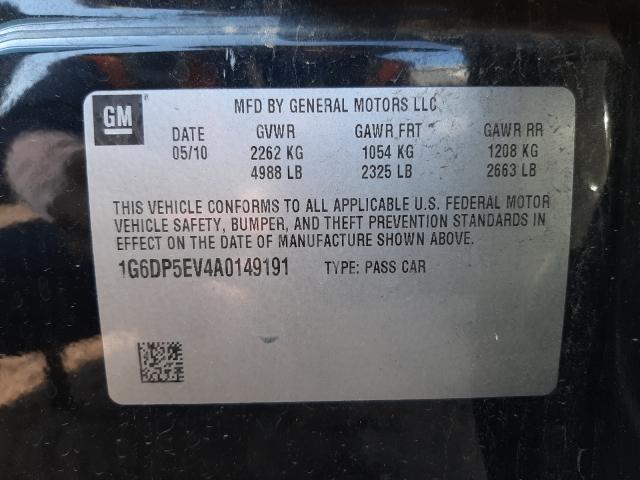 GM
MFD BY GENERAL MOTORS LLC
DATE GVWR GAWR FRT GAWR RR
05/10 2262 KG 1054 KG 1208 KG
4988 LB 2325 LB 2663 LB
THIS VEHICLE CONFORMS TO ALL APPLICABLE U.S. FEDERAL MOTOR
VEHICLE SAFETY, BUMPER, AND THEFT PREVENTION STANDARDS IN
EFFECT ON THE DATE OF MANUFACTURE SHOWN ABOVE.
1G6DP5EV4A0149191 TYPE: PASS CAR